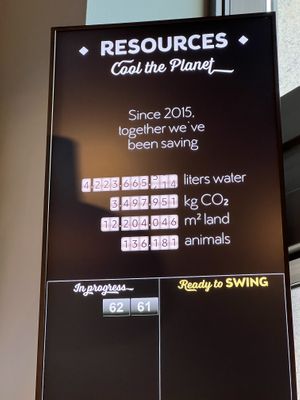 RESOURCES
Cool the Planet
Since 2015,
together we've
been saving
liters water
3.497.951 kg CO₂
12.204.046 m² land
136.181 animals
In progress
Ready to SWING
62 61